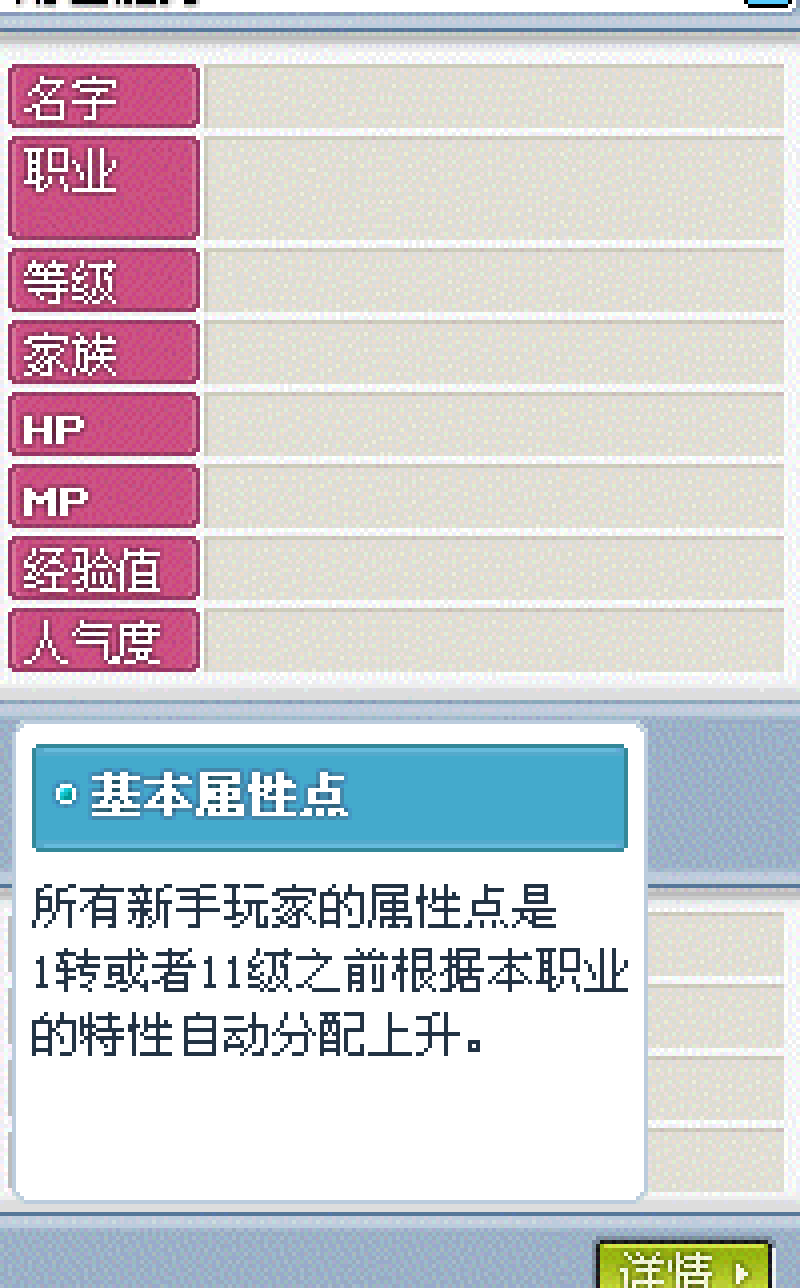 名字
职业
等级
家族
HP
MP
经验值
人气度
基本属性点
所有新手玩家的属性点是
1转或者11级之前根据本职业
的特性自动分配上升。
详情